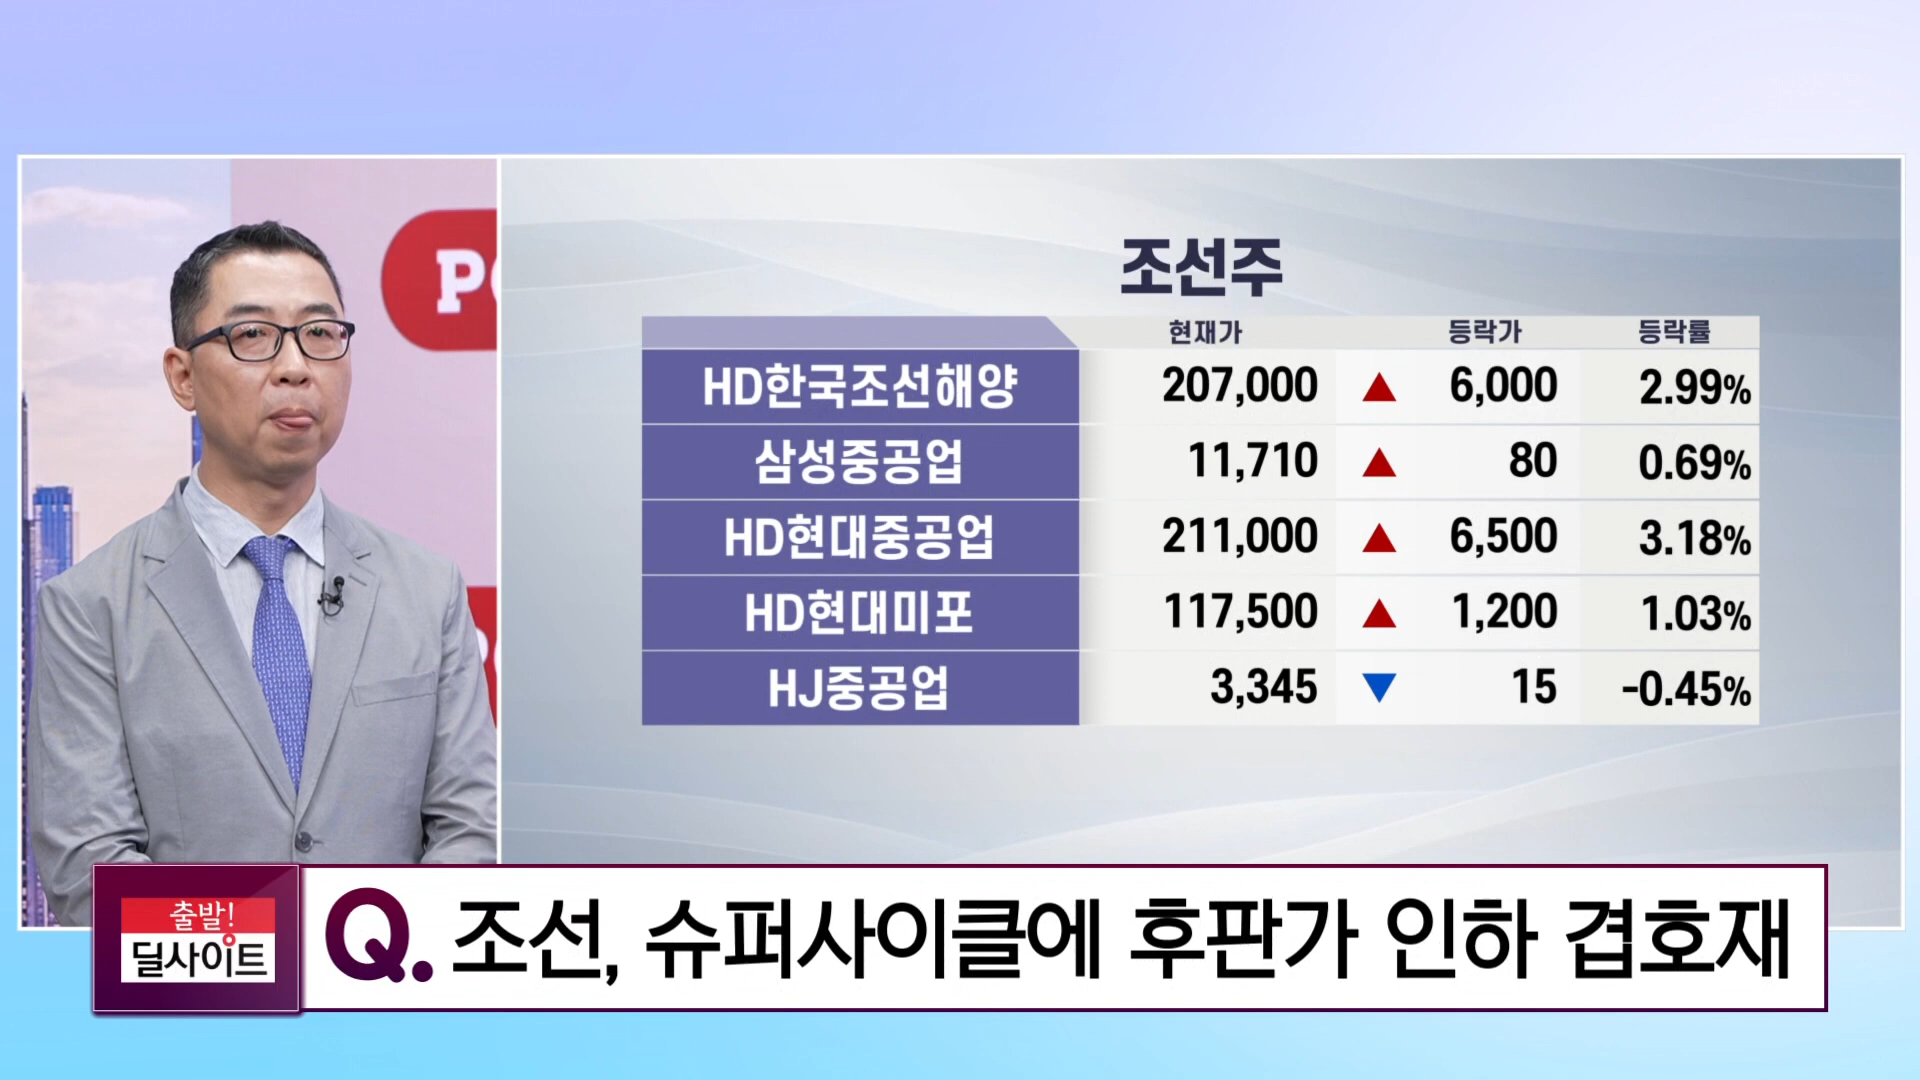 조선주
현재가 등락가 등락률
HD한국조선해양 207,000 ▲ 6,000 2.99%
삼성중공업 11,710 ▲ 80 0.69%
HD현대중공업 211,000 ▲ 6,500 3.18%
HD현대미포 117,500 ▲ 1,200 1.03%
HJ중공업 3,345 ▼ 15 -0.45%
출발!
딜사이트
Q. 조선, 슈퍼사이클에 후판가 인하 겹호재